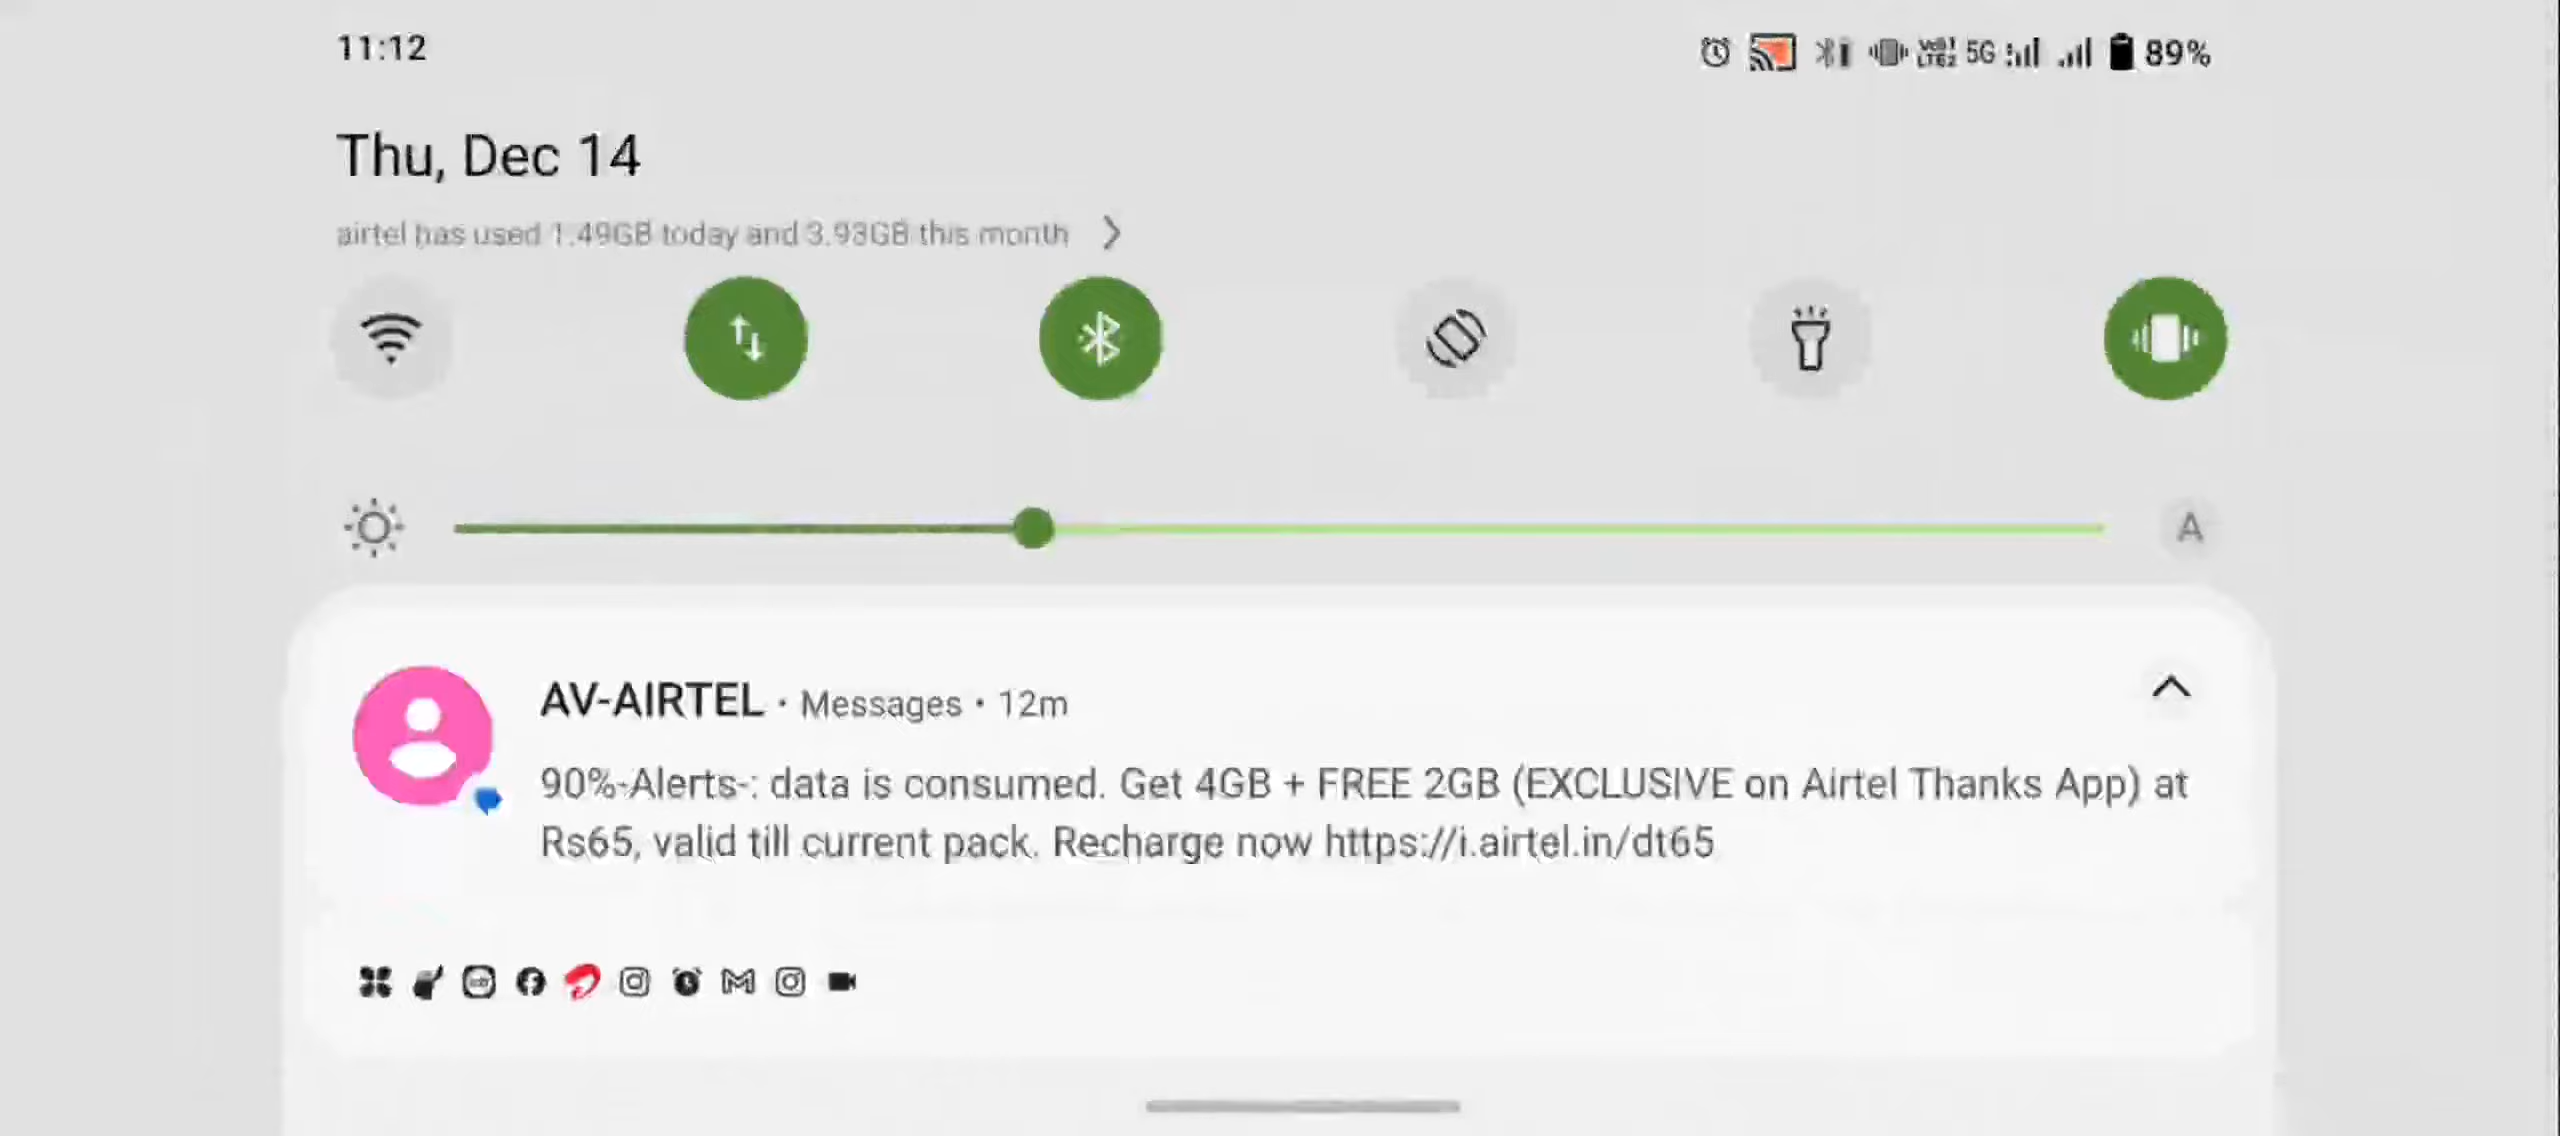 11:12
5G 89%
Thu, Dec 14
airtel has used 1.49GB today and 3.93GB this month
A
AV-AIRTEL · Messages · 12m
90%-Alerts-: data is consumed. Get 4GB + FREE 2GB (EXCLUSIVE on Airtel Thanks App) at
Rs65, valid till current pack. Recharge now https://i.airtel.in/dt65